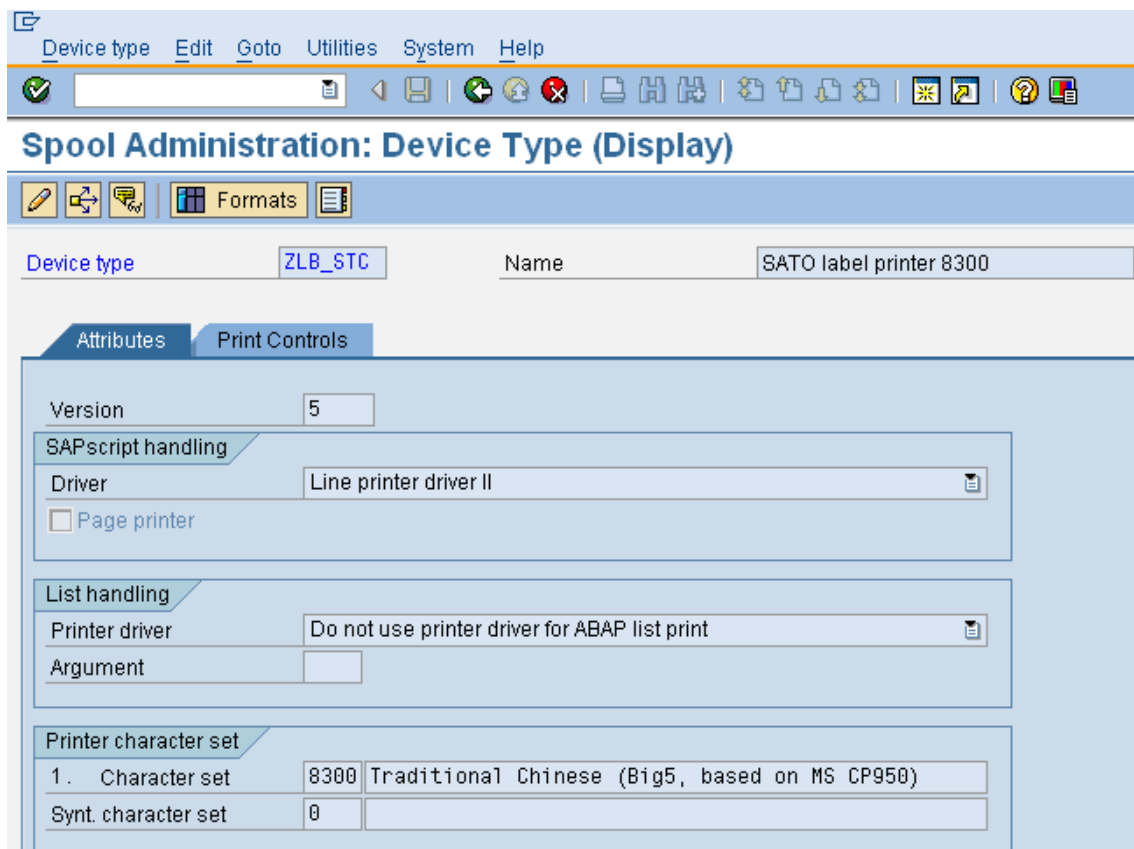 Device type Edit Goto Utilities System Help
Spool Administration: Device Type (Display)
Formats
Device type ZLB_STC Name SATO label printer 8300
Attributes Print Controls
Version 5
SAPscript handling
Driver Line printer driver II
Page printer
List handling
Printer driver Do not use printer driver for ABAP list print
Argument
Printer character set
1. Character set 8300 Traditional Chinese (Big5, based on MS CP950)
Synt. character set 0